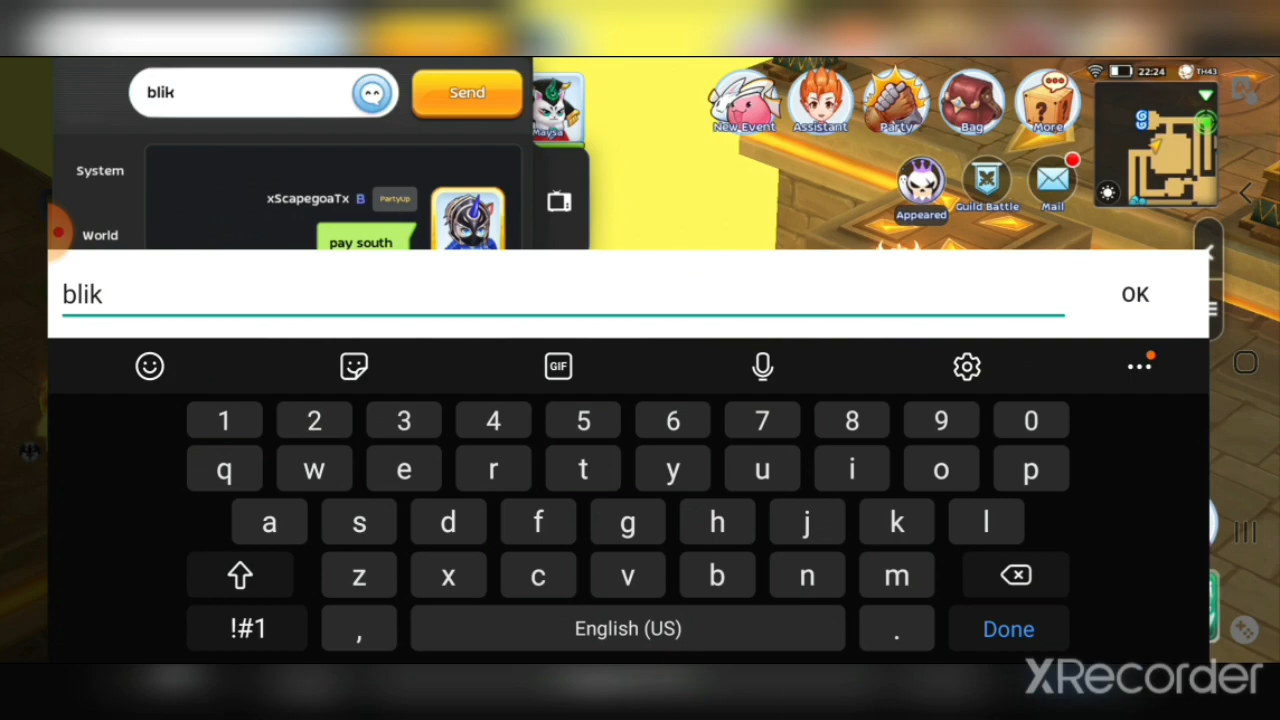 blik
Send
Maysa
New Event
Assistant
Party
Bag
More
22:24
TH43
System
xScapegoaTx B PartyUp
Appeared
Guild Battle
Mail
World
pay south
blik
OK
GIF
1 2 3 4 5 6 7 8 9 0
q w e r t y u i o p
a s d f g h j k l
z x c v b n m
!#1 , English (US) . Done
XRecorder